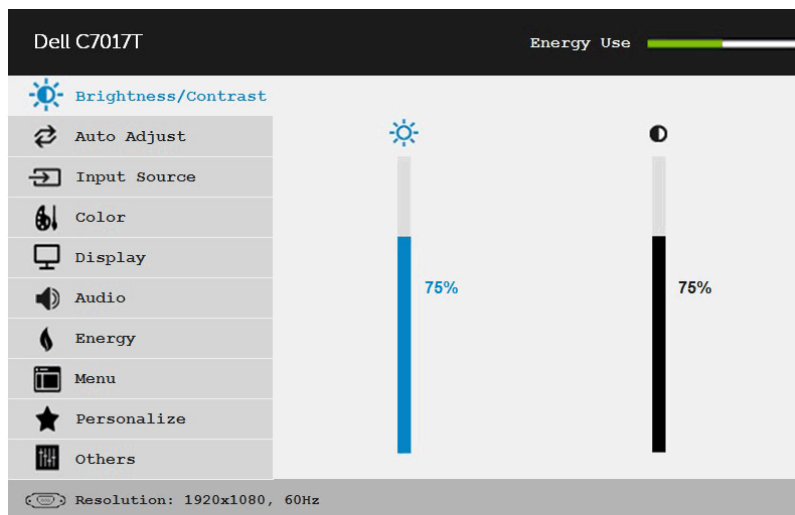 Dell C7017T
Energy Use
Brightness/Contrast
Auto Adjust
Input Source
Color
Display
Audio
Energy
Menu
Personalize
Others
75%
75%
Resolution: 1920x1080, 60Hz